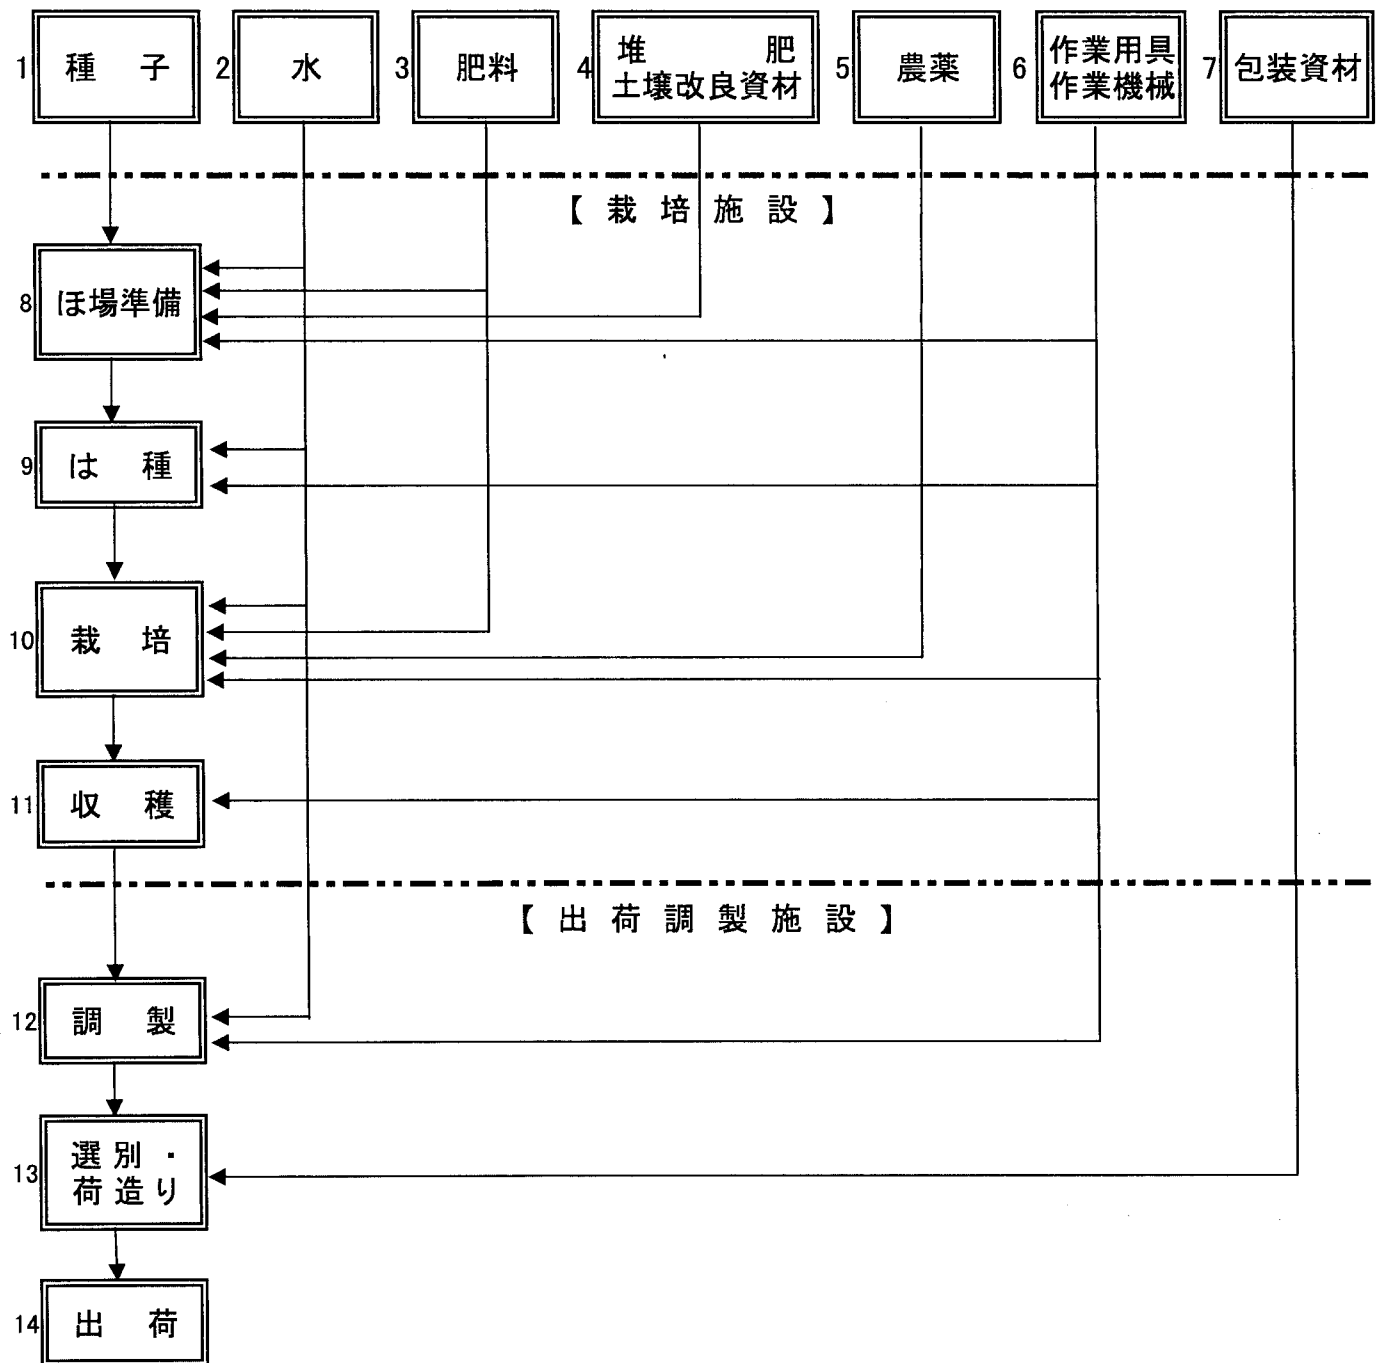 1 種 子
2 水
3 肥料
4 堆 肥
土壌改良資材
5 農薬
6 作業用具
作業機械
7 包装資材
【 栽 培 施 設 】
8 ほ場準備
9 は 種
10 栽 培
11 収 穫
【 出 荷 調 製 施 設 】
12 調 製
13 選 別 ・
荷 造 り
14 出 荷